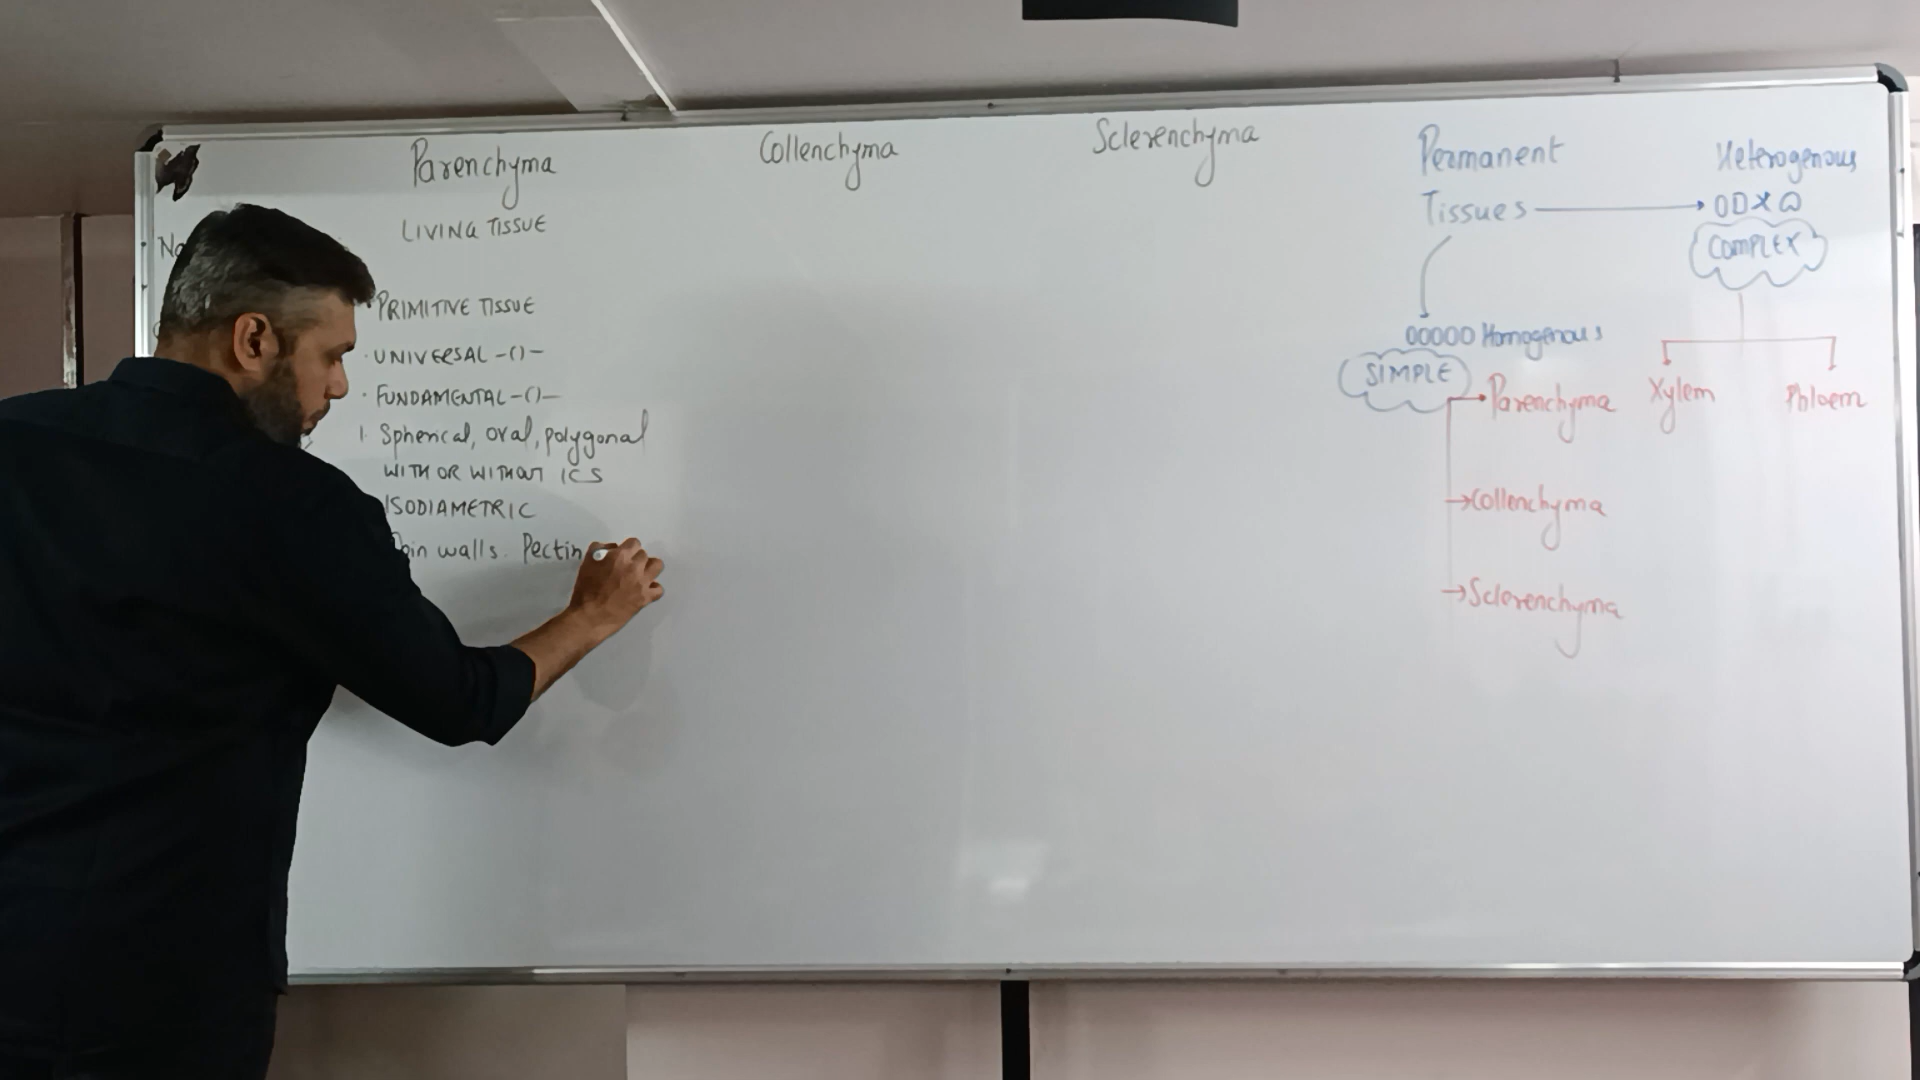 Parenchyma
Collenchyma
Sclerenchyma
LIVING TISSUE
PRIMITIVE TISSUE
· UNIVERSAL -()-
· FUNDAMENTAL -()-
1. Spherical, oval, polygonal
WITH OR WITHOUT ICS
ISODIAMETRIC
walls. Pectin
Permanent
Tissues
Heterogenous
COMPLEX
00000 Homogenous
SIMPLE
Parenchyma
Xylem
Phloem
Collenchyma
Sclerenchyma